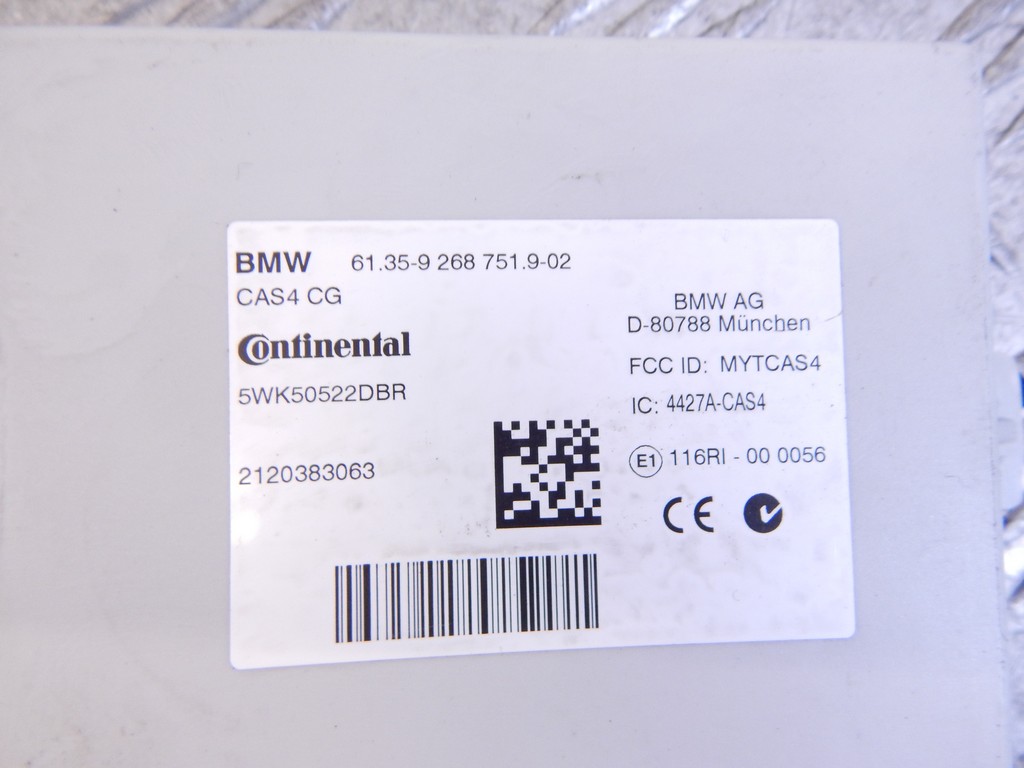 BMW 61.35-9 268 751.9-02
CAS4 CG
Continental
5WK50522DBR
2120383063
BMW AG
D-80788 München
FCC ID: MYTCAS4
IC: 4427A-CAS4
E1 116RI - 00 0056
CE